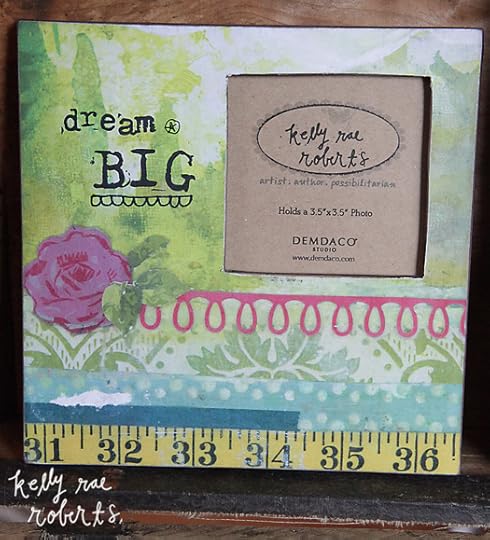 dream
BIG
kelly rae
roberts
artist. author. possibilitarian
Holds a 3.5"x3.5" Photo
DEMDACO
STUDIO
www.demdaco.com
31 32 33 34 35 36
kelly rae
roberts.